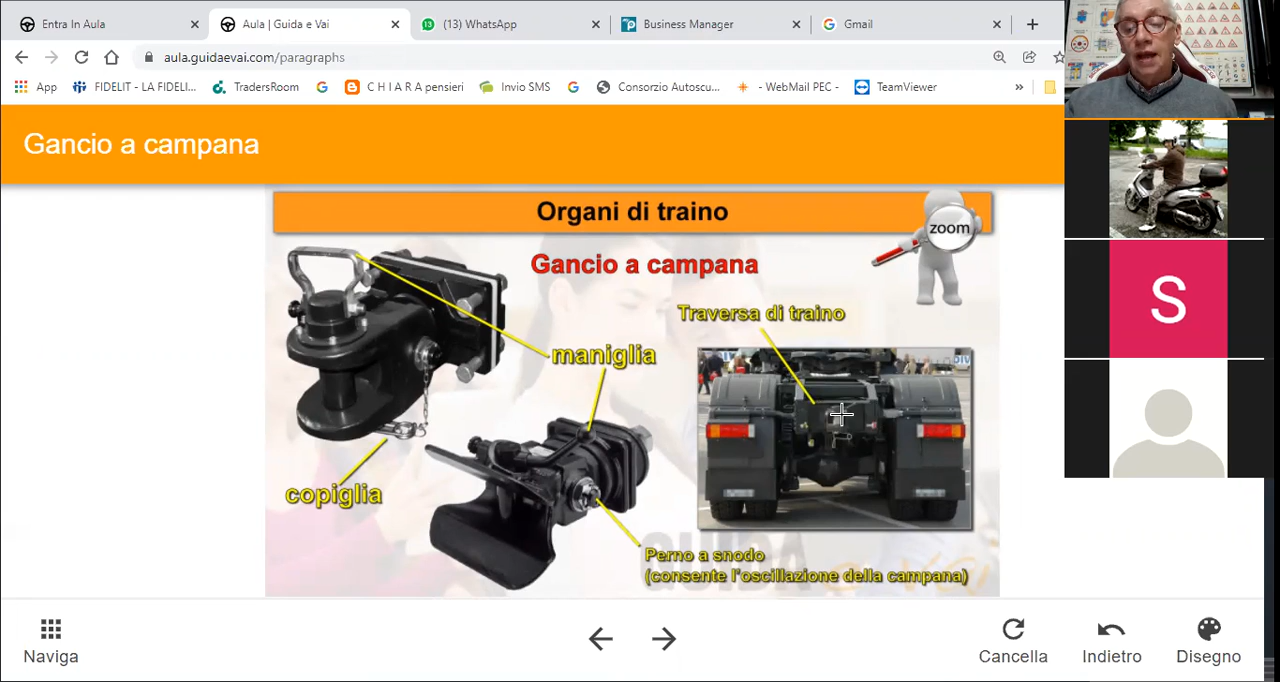 Entra In Aula
Aula | Guida e Vai
(13) WhatsApp
Business Manager
Gmail
aula.guidaevai.com/paragraphs
App
FIDELIT - LA FIDELI...
TradersRoom
C H I A R A pensieri
Invio SMS
Consorzio Autoscu...
- WebMail PEC -
TeamViewer
»
Gancio a campana
Organi di traino
zoom
Gancio a campana
Traversa di traino
maniglia
copiglia
Perno a snodo
(consente l'oscillazione della campana)
GUIDA
S
Naviga
Cancella
Indietro
Disegno